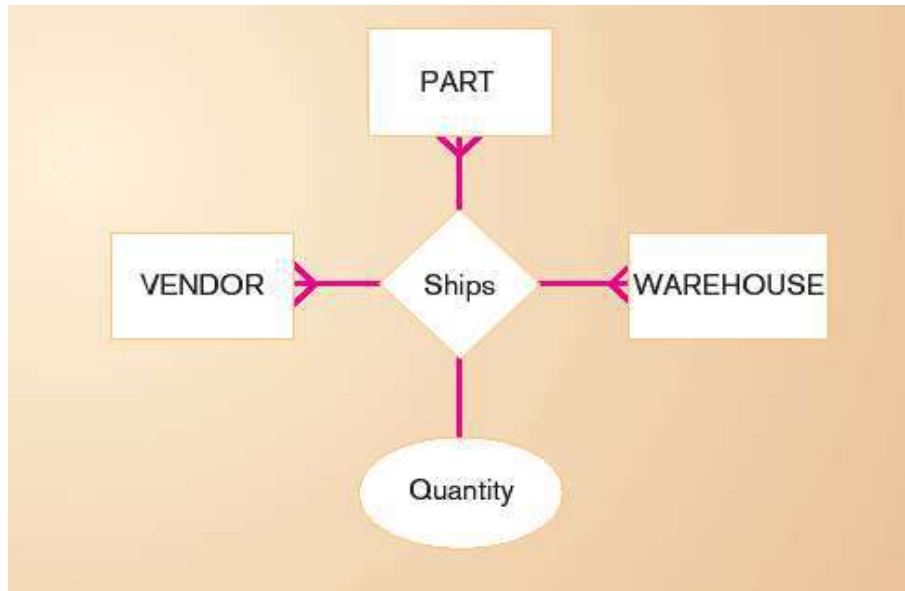 PART
VENDOR
Ships
WAREHOUSE
Quantity